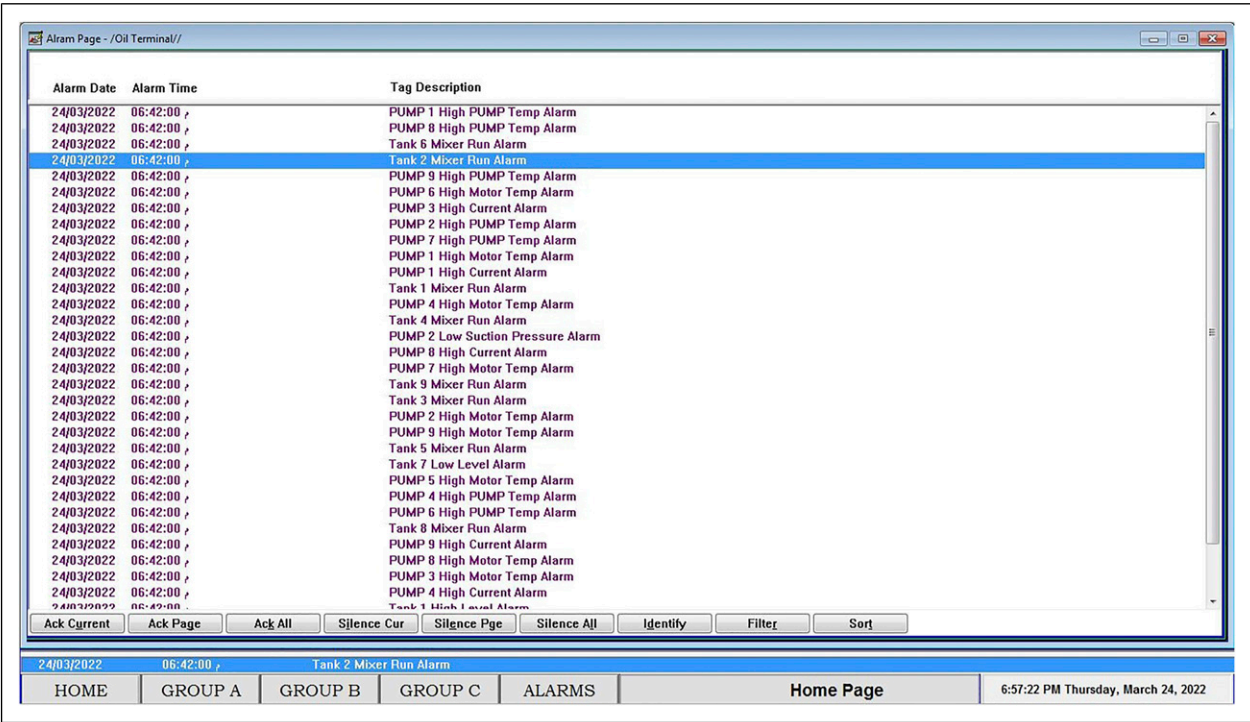 Alram Page - /Oil Terminal//
Alarm Date Alarm Time Tag Description
24/03/2022 06:42:00 م PUMP 1 High PUMP Temp Alarm
24/03/2022 06:42:00 م PUMP 8 High PUMP Temp Alarm
24/03/2022 06:42:00 م Tank 6 Mixer Run Alarm
24/03/2022 06:42:00 م Tank 2 Mixer Run Alarm
24/03/2022 06:42:00 م PUMP 9 High PUMP Temp Alarm
24/03/2022 06:42:00 م PUMP 6 High Motor Temp Alarm
24/03/2022 06:42:00 م PUMP 3 High Current Alarm
24/03/2022 06:42:00 م PUMP 2 High PUMP Temp Alarm
24/03/2022 06:42:00 م PUMP 7 High PUMP Temp Alarm
24/03/2022 06:42:00 م PUMP 1 High Motor Temp Alarm
24/03/2022 06:42:00 م PUMP 1 High Current Alarm
24/03/2022 06:42:00 م Tank 1 Mixer Run Alarm
24/03/2022 06:42:00 م PUMP 4 High Motor Temp Alarm
24/03/2022 06:42:00 م Tank 4 Mixer Run Alarm
24/03/2022 06:42:00 م PUMP 2 Low Suction Pressure Alarm
24/03/2022 06:42:00 م PUMP 8 High Current Alarm
24/03/2022 06:42:00 م PUMP 7 High Motor Temp Alarm
24/03/2022 06:42:00 م Tank 9 Mixer Run Alarm
24/03/2022 06:42:00 م Tank 3 Mixer Run Alarm
24/03/2022 06:42:00 م PUMP 2 High Motor Temp Alarm
24/03/2022 06:42:00 م PUMP 9 High Motor Temp Alarm
24/03/2022 06:42:00 م Tank 5 Mixer Run Alarm
24/03/2022 06:42:00 م Tank 7 Low Level Alarm
24/03/2022 06:42:00 م PUMP 5 High Motor Temp Alarm
24/03/2022 06:42:00 م PUMP 4 High PUMP Temp Alarm
24/03/2022 06:42:00 م PUMP 6 High PUMP Temp Alarm
24/03/2022 06:42:00 م Tank 8 Mixer Run Alarm
24/03/2022 06:42:00 م PUMP 9 High Current Alarm
24/03/2022 06:42:00 م PUMP 8 High Motor Temp Alarm
24/03/2022 06:42:00 م PUMP 3 High Motor Temp Alarm
24/03/2022 06:42:00 م PUMP 4 High Current Alarm
24/03/2022 06:42:00 Tank 1 High Level Alarm
Ack Current Ack Page Ack All Silence Cur Silence Pge Silence All Identify Filter Sort
24/03/2022 06:42:00 م Tank 2 Mixer Run Alarm
HOME GROUP A GROUP B GROUP C ALARMS Home Page 6:57:22 PM Thursday, March 24, 2022